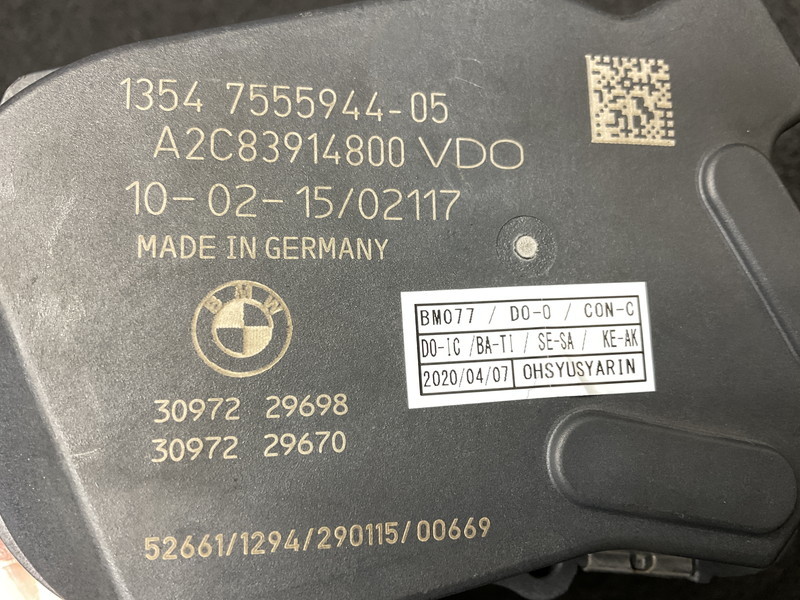 1354 7555944-05
A2C83914800 VDO
10-02-15/02117
MADE IN GERMANY
BMW
30972 29698
30972 29670
52661/1294/290115/00669
BM077 / DO-O / CON-C
DO-IC /BA-TI / SE-SA / KE-AK
2020/04/07 OHSYUSYARIN